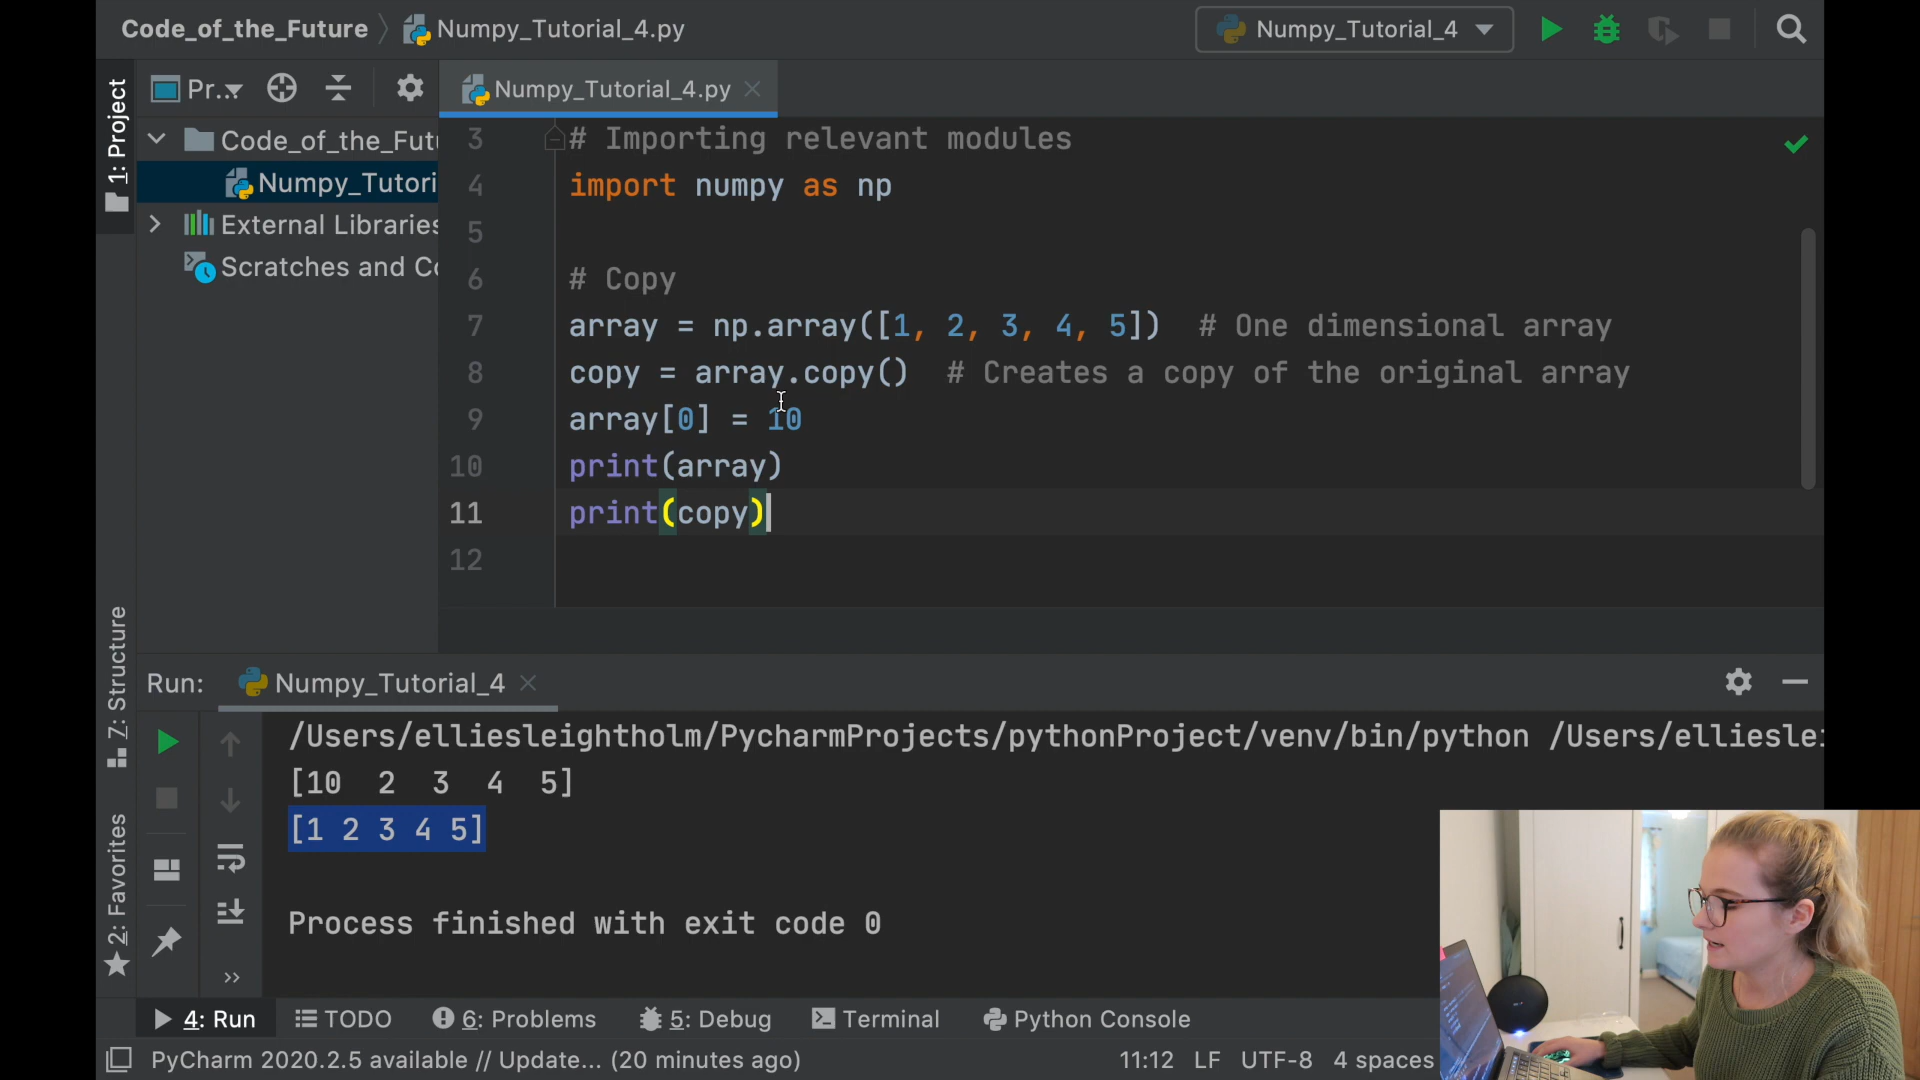 Code_of_the_Future
Numpy_Tutorial_4.py
Numpy_Tutorial_4
1: Project
Pr...
Numpy_Tutorial_4.py
Code_of_the_Fut
Numpy_Tutori
External Libraries
Scratches and Co
3 # Importing relevant modules
4 import numpy as np
5
6 # Copy
7 array = np.array([1, 2, 3, 4, 5])  # One dimensional array
8 copy = array.copy()  # Creates a copy of the original array
9 array[0] = 10
10 print(array)
11 print(copy)
12
Z: Structure
2: Favorites
Run: Numpy_Tutorial_4
/Users/elliesleightholm/PycharmProjects/pythonProject/venv/bin/python /Users/ellieslei
[10  2  3  4  5]
[1 2 3 4 5]
Process finished with exit code 0
4: Run
TODO
6: Problems
5: Debug
Terminal
Python Console
PyCharm 2020.2.5 available // Update... (20 minutes ago)
11:12 LF UTF-8 4 spaces